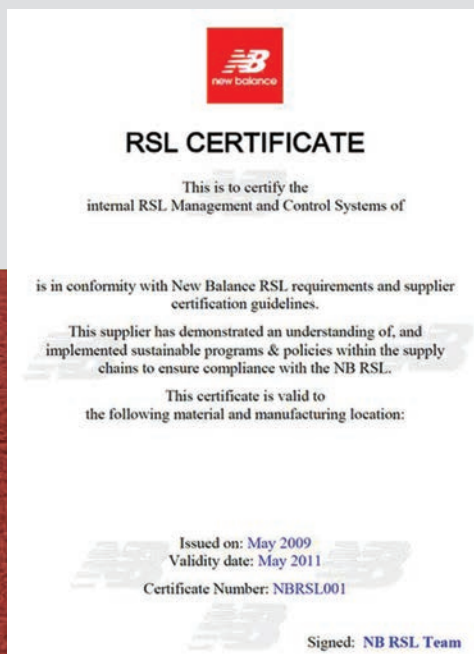 NB
new balance
RSL CERTIFICATE
This is to certify the
internal RSL Management and Control Systems of
is in conformity with New Balance RSL requirements and supplier
certification guidelines.
This supplier has demonstrated an understanding of, and
implemented sustainable programs & policies within the supply
chains to ensure compliance with the NB RSL.
This certificate is valid to
the following material and manufacturing location:
Issued on: May 2009
Validity date: May 2011
Certificate Number: NBRSL001
Signed: NB RSL Team